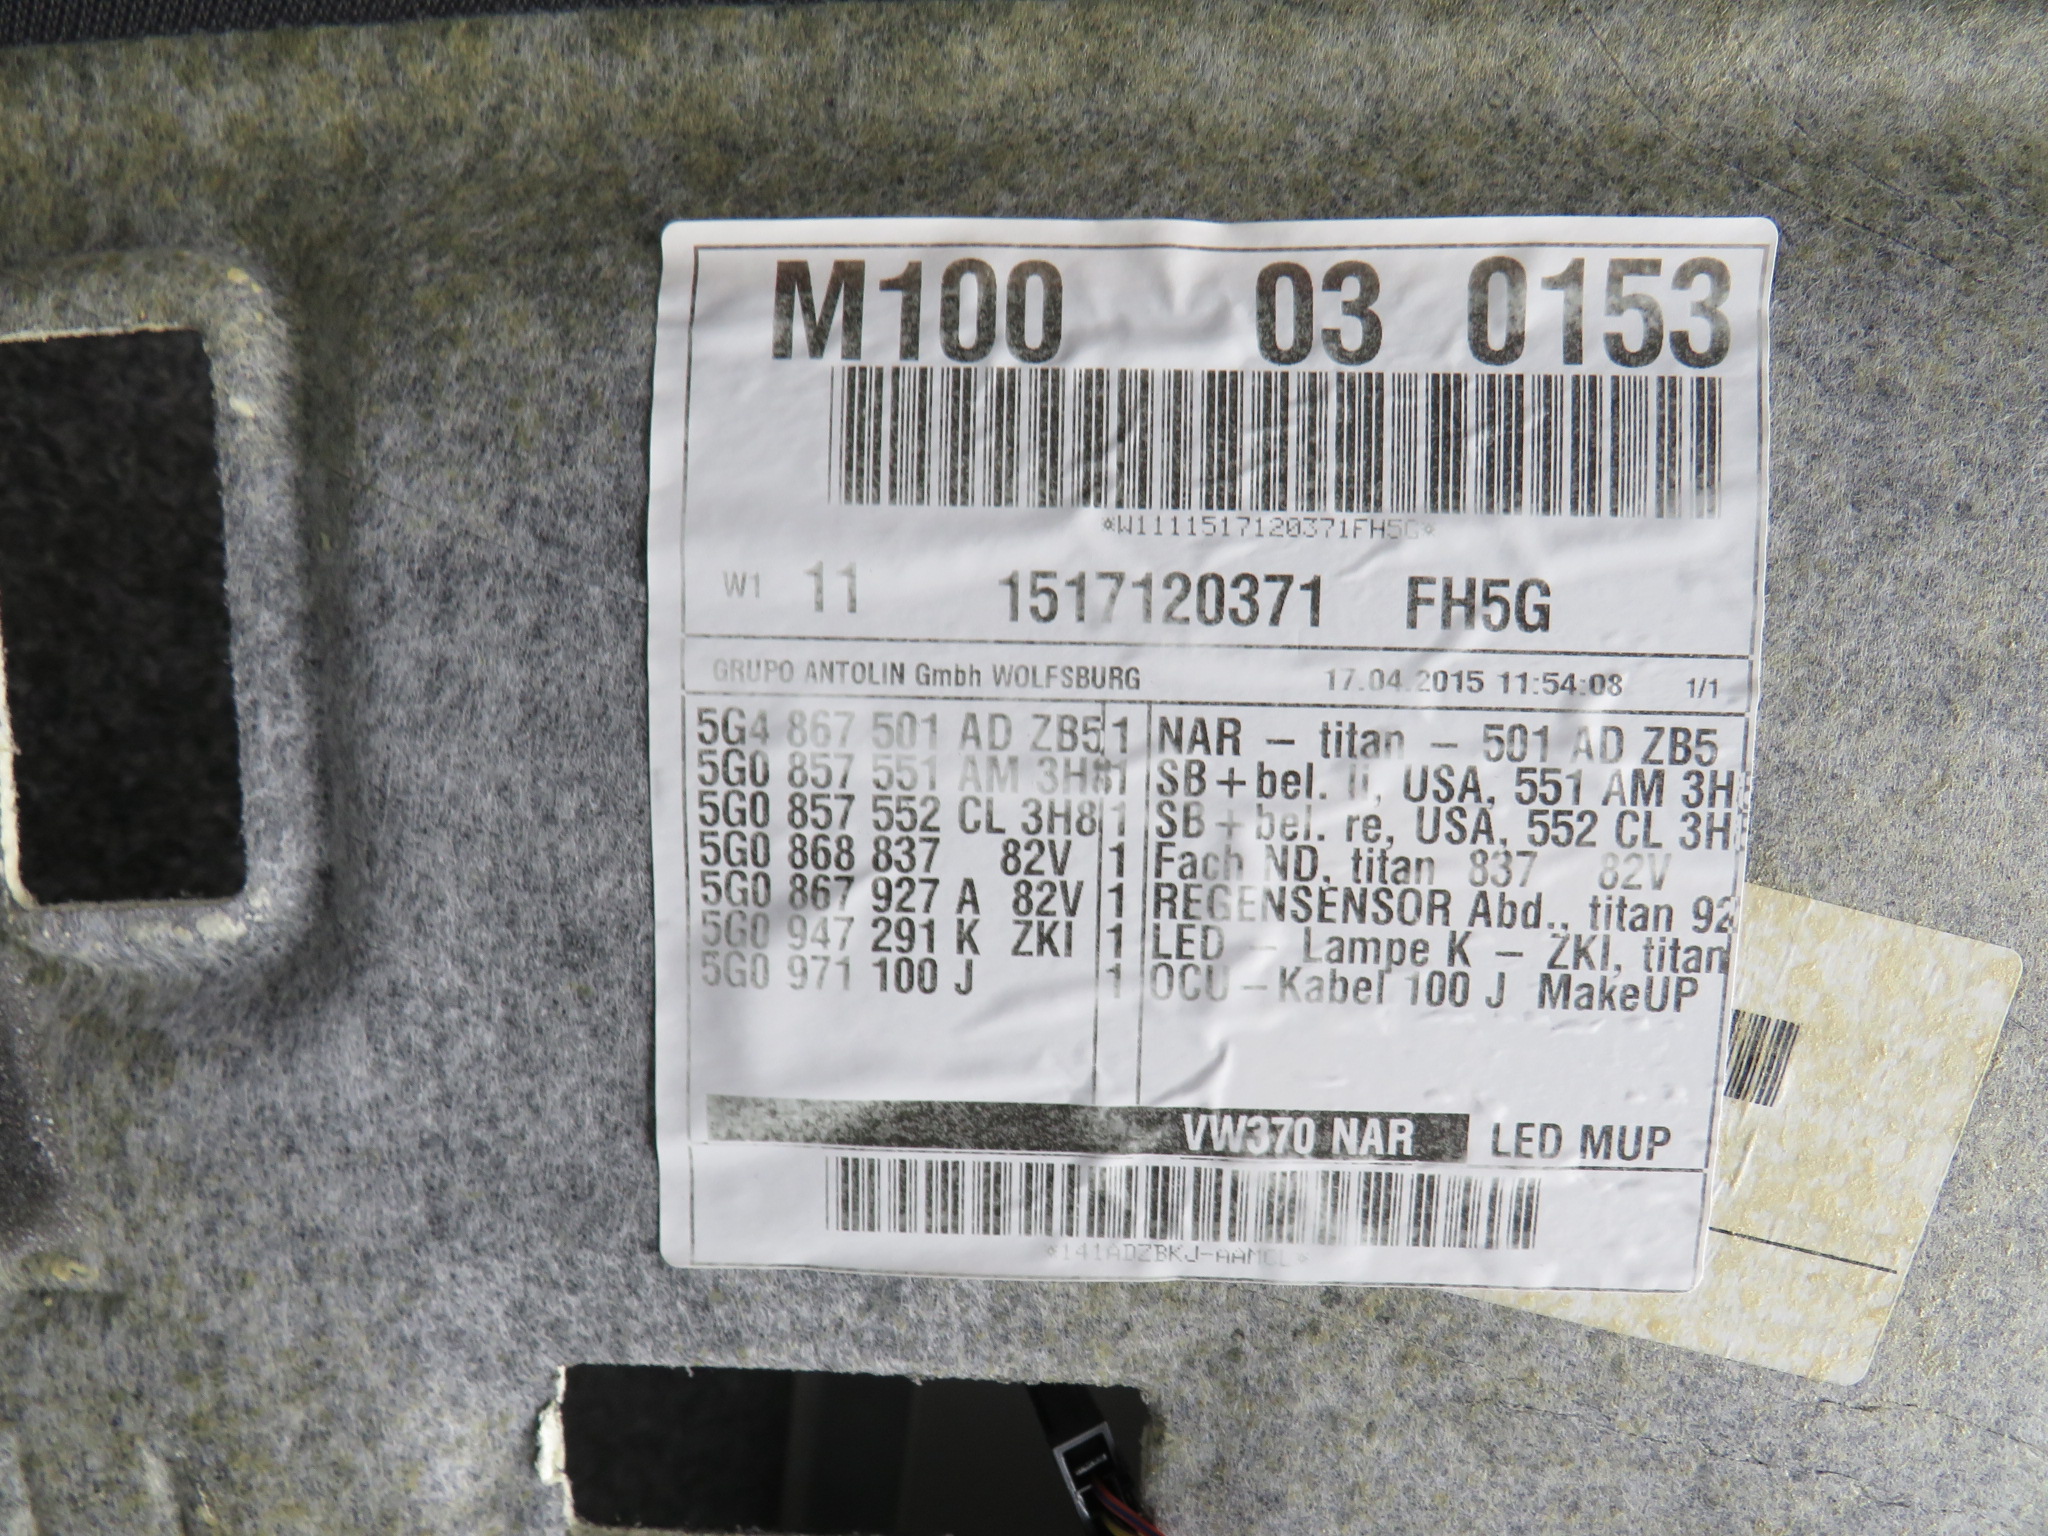 M100 03 0153
*W1111517120371FH5G*
W1 11 1517120371 FH5G
GRUPO ANTOLIN Gmbh WOLFSBURG 17.04.2015 11:54:08 1/1
5G4 867 501 AD ZB5 1 NAR - titan - 501 AD ZB5
5G0 857 551 AM 3H8 1 SB+bel. li, USA, 551 AM 3H
5G0 857 552 CL 3H8 1 SB+bel. re, USA, 552 CL 3H
5G0 868 837 82V 1 Fach ND, titan 837 82V
5G0 867 927 A 82V 1 REGENSENSOR Abd., titan 92
5G0 947 291 K ZKI 1 LED - Lampe K - ZKI, titan
5G0 971 100 J 1 OCU-Kabel 100 J MakeUP
VW370 NAR LED MUP
*141ADZBKJ-AAMCL*